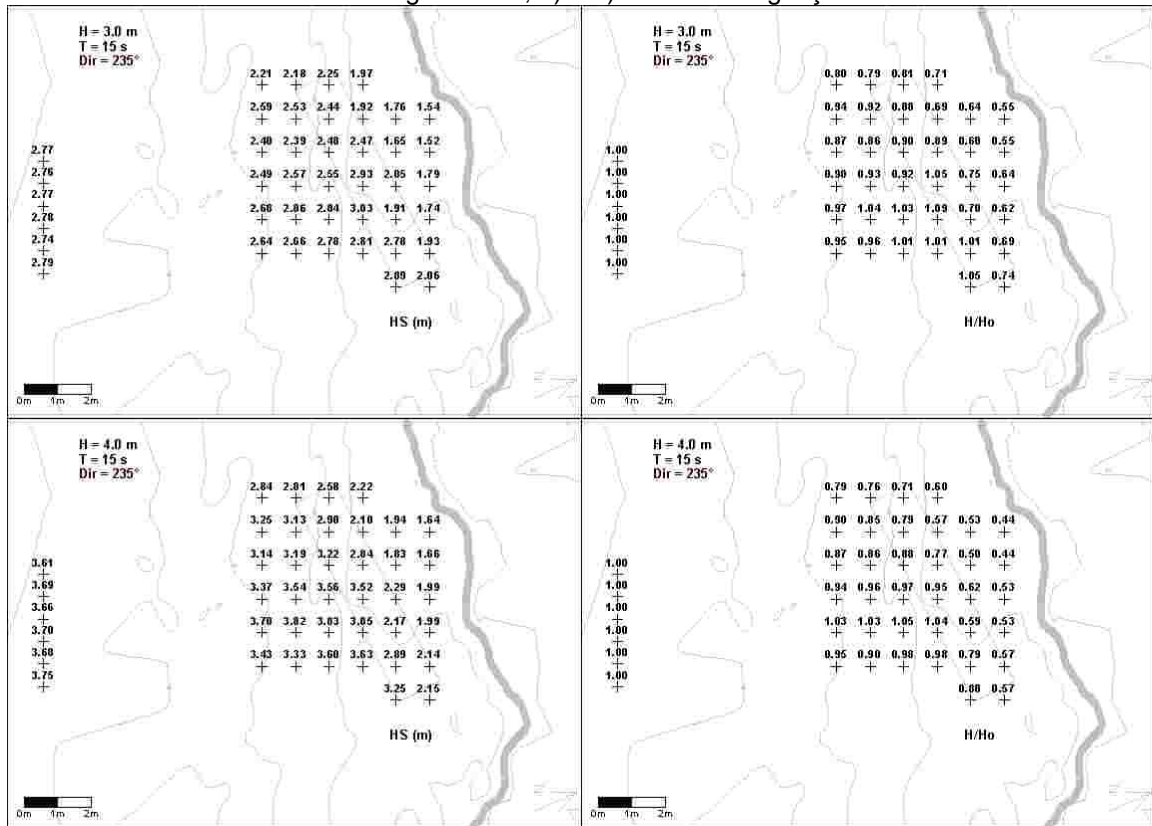 H = 3.0 m
T = 15 s
Dir = 235°
2.21 2.18 2.25 1.97
2.59 2.53 2.44 1.92 1.76 1.54
2.40 2.39 2.48 2.47 1.65 1.52
2.77
2.76
2.77
2.78
2.74
2.79
2.49 2.57 2.55 2.93 2.05 1.79
2.68 2.86 2.84 3.03 1.91 1.74
2.64 2.66 2.78 2.81 2.78 1.93
2.89 2.06
HS (m)
0m 1m 2m
H = 3.0 m
T = 15 s
Dir = 235°
0.80 0.79 0.81 0.71
0.94 0.92 0.88 0.69 0.64 0.55
0.87 0.86 0.90 0.89 0.60 0.55
1.00
1.00
1.00
1.00
1.00
1.00
0.90 0.93 0.92 1.05 0.75 0.64
0.97 1.04 1.03 1.09 0.70 0.62
0.95 0.96 1.01 1.01 1.01 0.69
1.05 0.74
H/Ho
0m 1m 2m
H = 4.0 m
T = 15 s
Dir = 235°
2.84 2.81 2.58 2.22
3.25 3.13 2.90 2.10 1.94 1.64
3.14 3.19 3.22 2.84 1.83 1.66
3.61
3.69
3.66
3.70
3.68
3.75
3.37 3.54 3.56 3.52 2.29 1.99
3.70 3.82 3.83 3.85 2.17 1.99
3.43 3.33 3.60 3.63 2.89 2.14
3.25 2.15
HS (m)
0m 1m 2m
H = 4.0 m
T = 15 s
Dir = 235°
0.79 0.76 0.71 0.60
0.90 0.85 0.79 0.57 0.53 0.44
0.87 0.86 0.88 0.77 0.50 0.44
1.00
1.00
1.00
1.00
1.00
1.00
0.94 0.96 0.97 0.95 0.62 0.53
1.03 1.03 1.05 1.04 0.59 0.53
0.95 0.90 0.98 0.98 0.79 0.57
0.88 0.57
H/Ho
0m 1m 2m